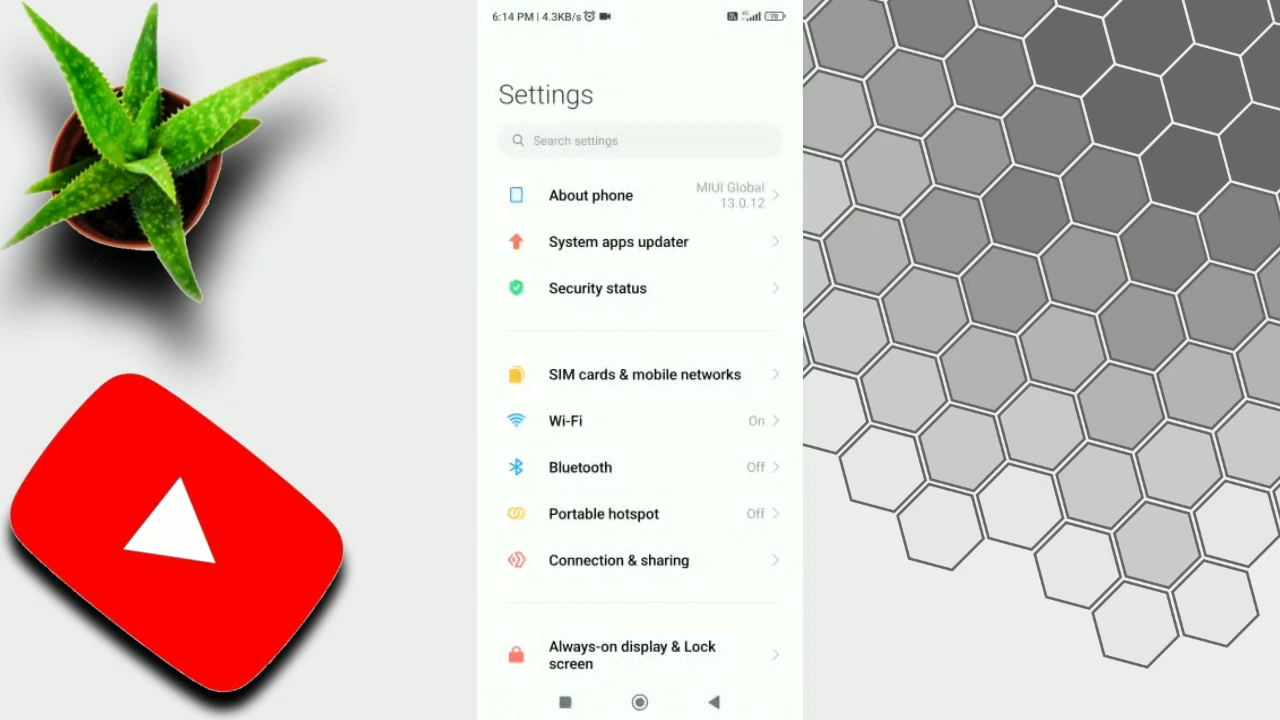 6:14 PM | 4.3KB/s
70
Settings
Search settings
About phone
MIUI Global
13.0.12
System apps updater
Security status
SIM cards & mobile networks
Wi-Fi
On
Bluetooth
Off
Portable hotspot
Off
Connection & sharing
Always-on display & Lock
screen